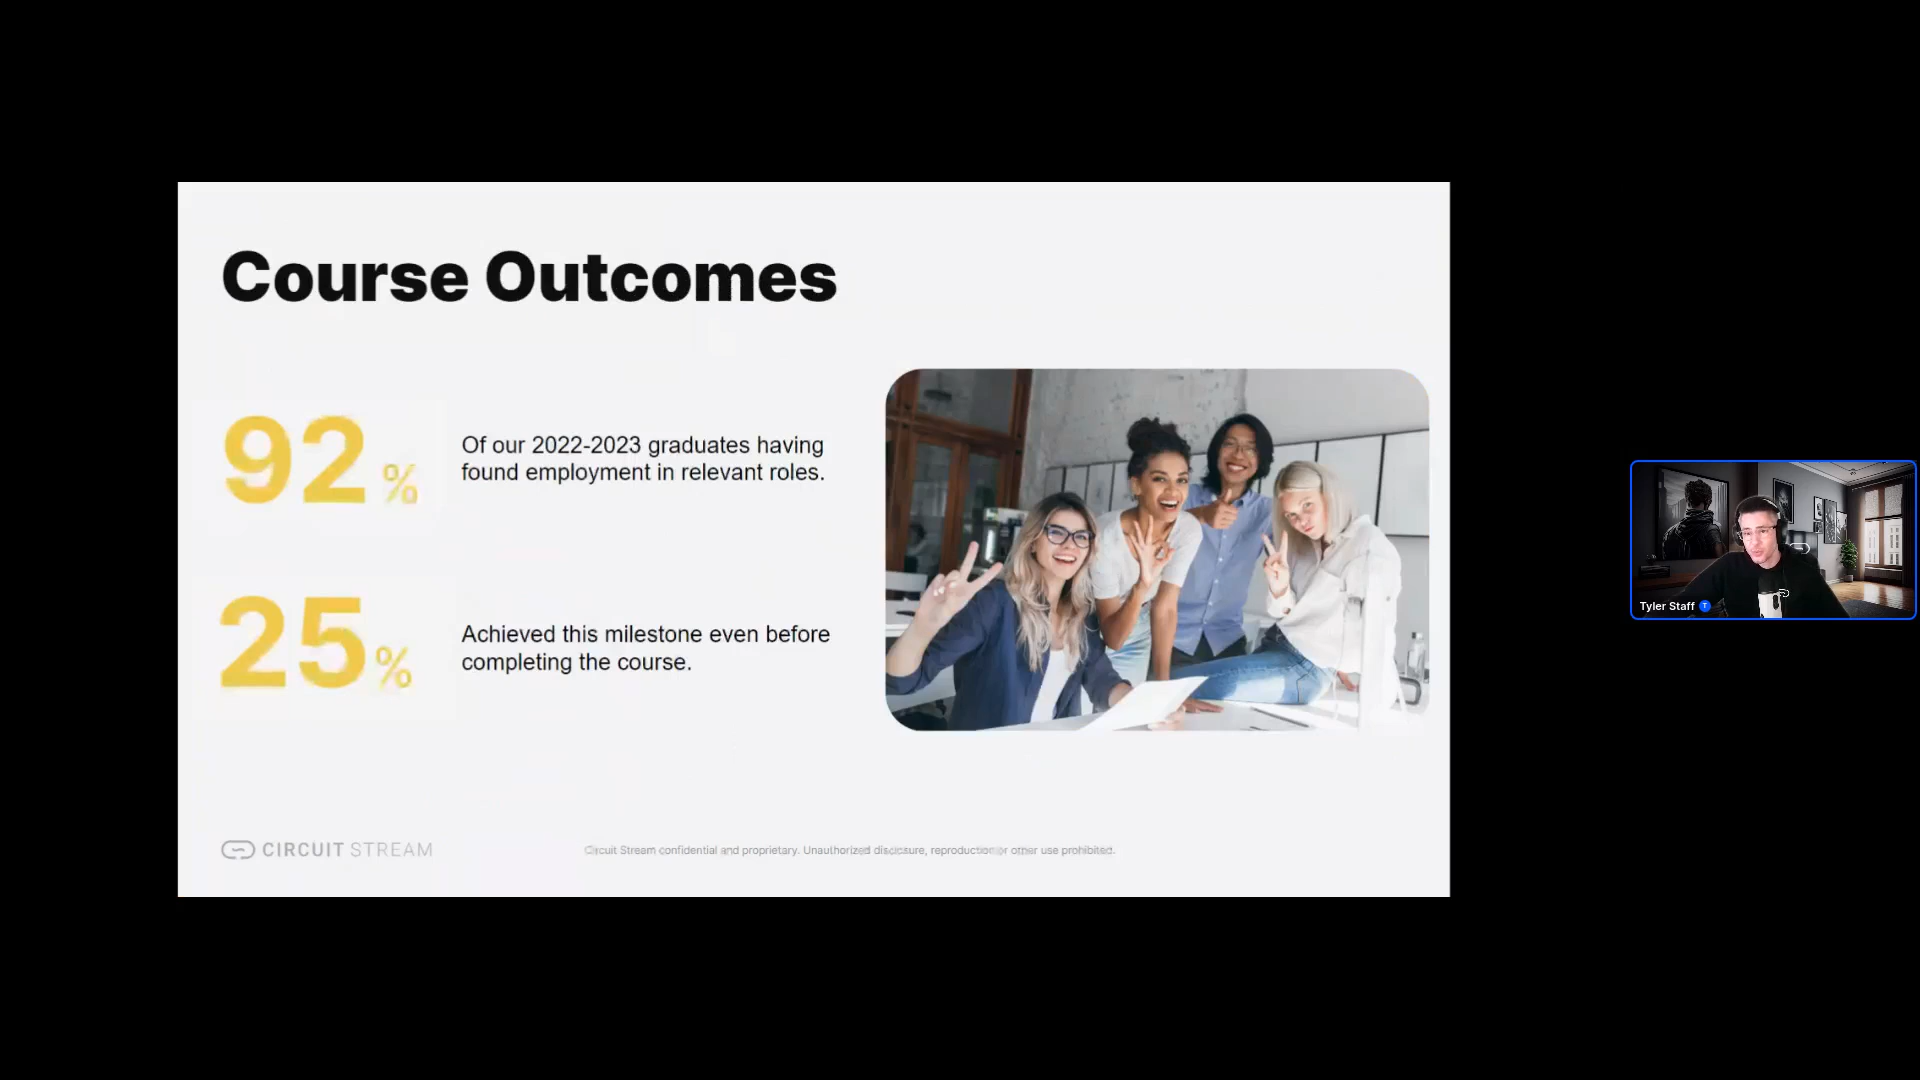 Course Outcomes
92 %
Of our 2022-2023 graduates having
found employment in relevant roles.
25%
Achieved this milestone even before
completing the course.
CIRCUIT STREAM
Circuit Stream confidential and proprietary. Unauthorized disclosure, reproduction or other use prohibited.
Tyler Staff T